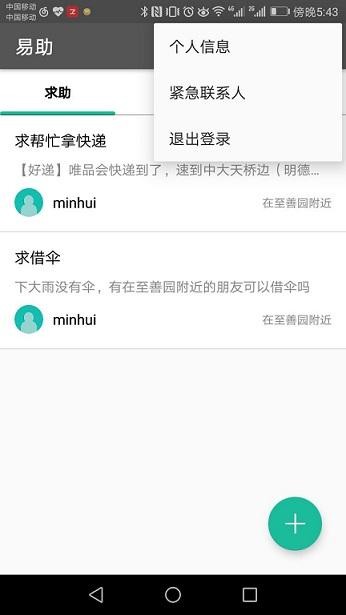 中国移动
中国移动
4G
2G
傍晚5:43
易助
个人信息
紧急联系人
退出登录
求助
求帮忙拿快递
【好递】唯品会快递到了，速到中大天桥边（明德...
minhui
在至善园附近
求借伞
下大雨没有伞，有在至善园附近的朋友可以借伞吗
minhui
在至善园附近